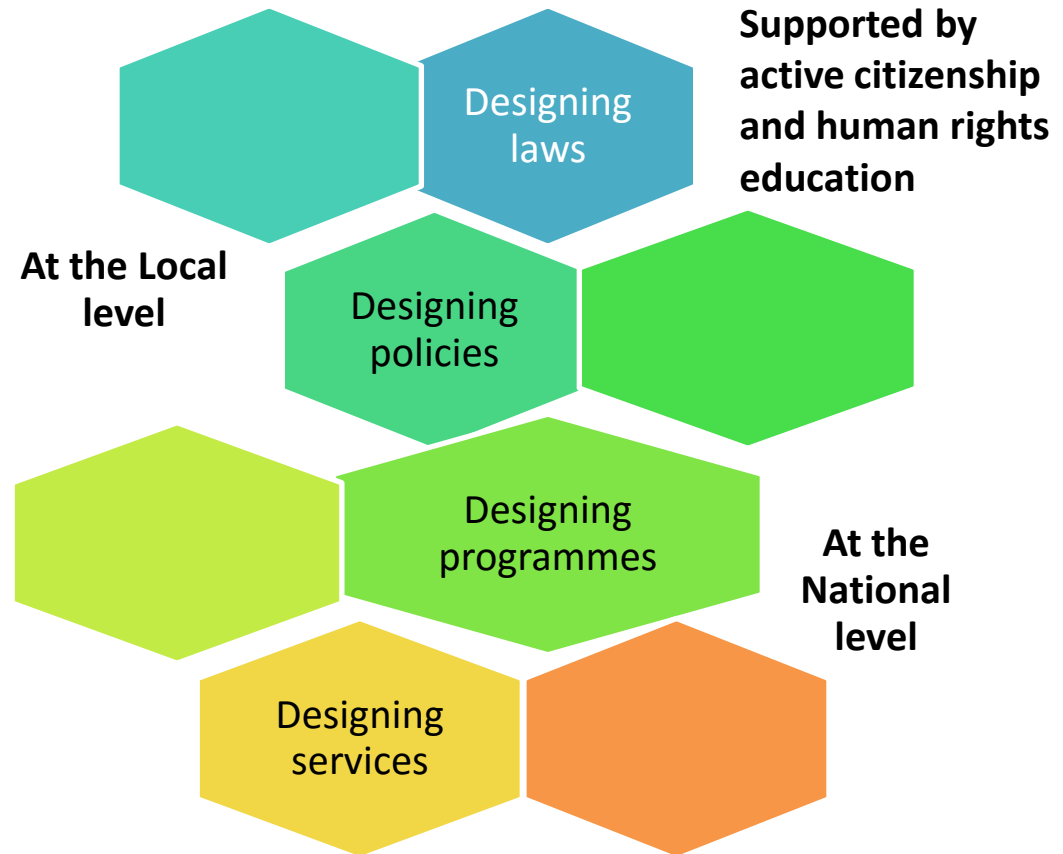 Supported by
active citizenship
and human rights
education
Designing
laws
At the Local
level
Designing
policies
Designing
programmes
At the
National
level
Designing
services